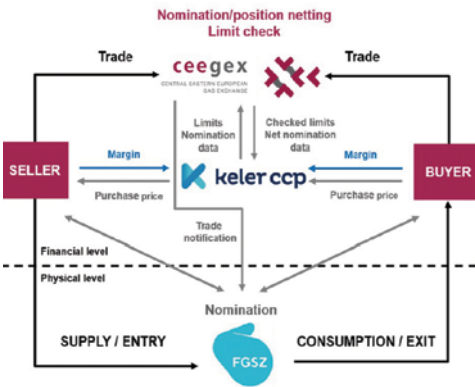 Nomination/position netting
Limit check
Trade
ceegex
CENTRAL EASTERN EUROPEAN
GAS EXCHANGE
Trade
Limits
Nomination
data
Checked limits
Net nomination
data
SELLER
Margin
keler ccp
Margin
BUYER
Purchase price
Purchase price
Trade
notification
Financial level
Physical level
Nomination
SUPPLY / ENTRY
FGSZ
CONSUMPTION / EXIT